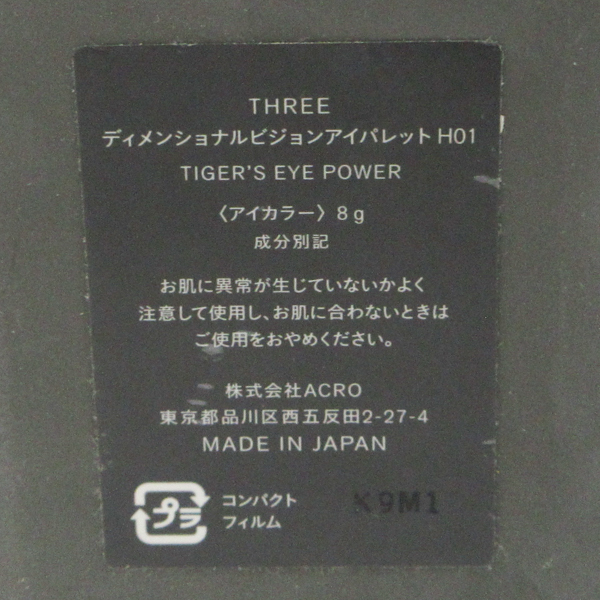 THREE
ディメンショナルビジョンアイパレット H01
TIGER'S EYE POWER
〈アイカラー〉 8 g
成分別記
お肌に異常が生じていないかよく
注意して使用し、お肌に合わないときは
ご使用をおやめください。
株式会社ACRO
東京都品川区西五反田2-27-4
MADE IN JAPAN
プラ
コンパクト
フィルム
K9M1